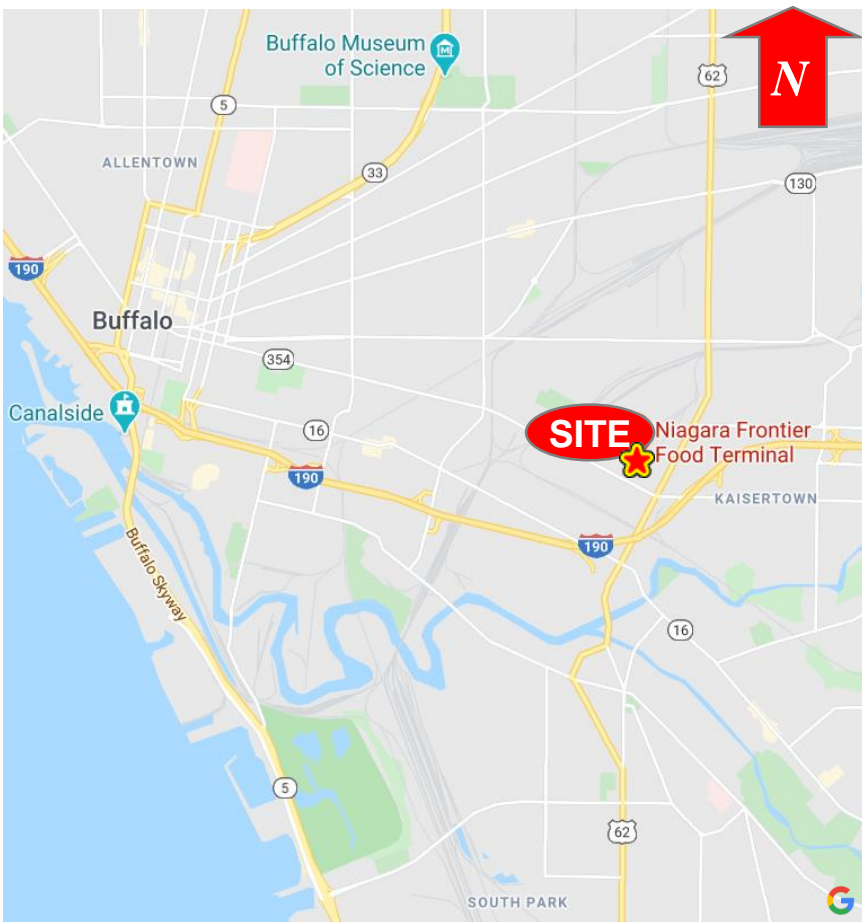 Buffalo Museum
of Science
62
N
5
ALLENTOWN
33
130
190
Buffalo
354
Canalside
16
SITE
Niagara Frontier
Food Terminal
190
KAISERTOWN
190
Buffalo Skyway
16
5
62
SOUTH PARK
G